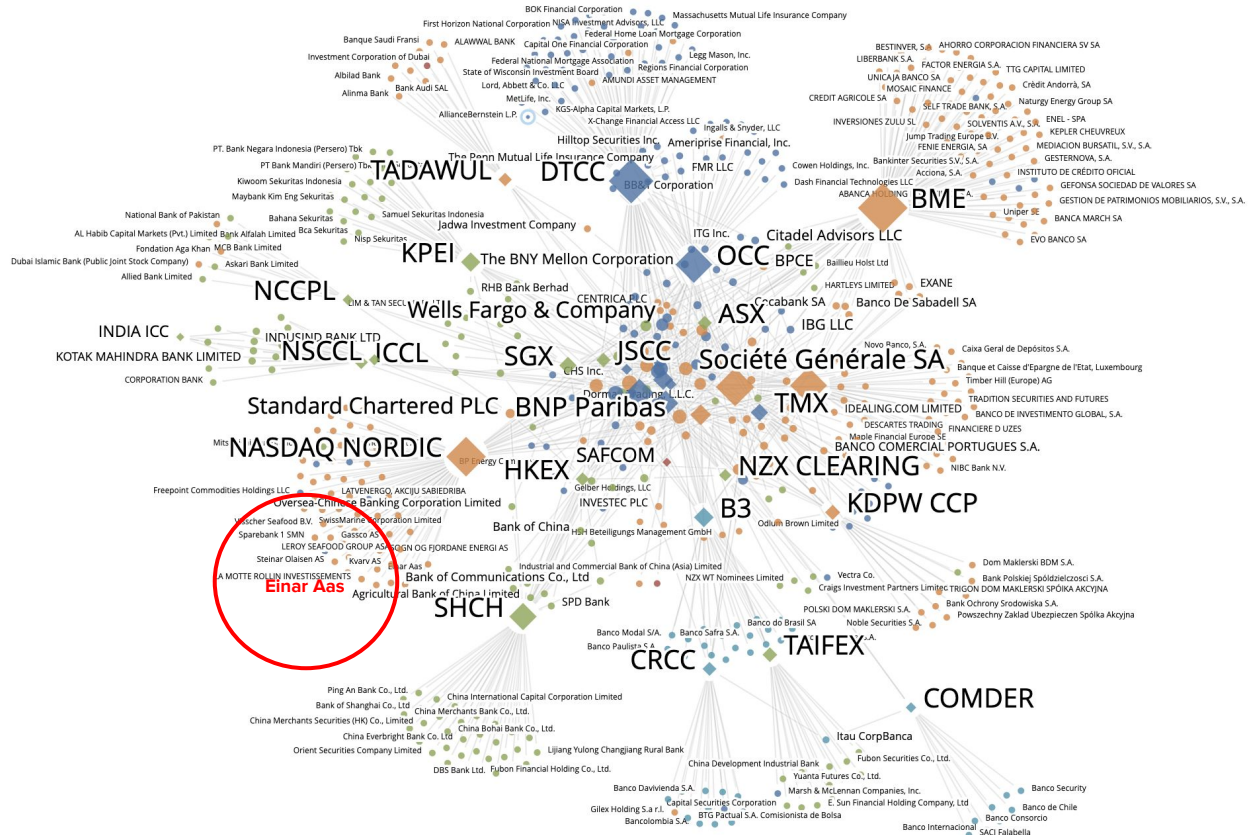 BOK Financial Corporation
Massachusetts Mutual Life Insurance Company
First Horizon National Corporation
NISA Investment Advisors, LLC
Federal Home Loan Mortgage Corporation
Banque Saudi Fransi
ALAWWAL BANK
Capital One Financial Corporation
Legg Mason, Inc.
Investment Corporation of Dubai
Federal National Mortgage Association
Regions Financial Corporation
Albilad Bank
State of Wisconsin Investment Board
AMUNDI ASSET MANAGEMENT
Alinma Bank
Bank Audi SAL
Lord, Abbett & Co. LLC
MetLife, Inc.
AllianceBernstein L.P.
KGS-Alpha Capital Markets, L.P.
X-Change Financial Access LLC
Ingalls & Snyder, LLC
Hilltop Securities Inc.
Ameriprise Financial, Inc.
The Penn Mutual Life Insurance Company
TADAWUL
DTCC
FMR LLC
BB&T Corporation
BESTINVER, S.A.
AHORRO CORPORACION FINANCIERA SV SA
LIBERBANK S.A.
FACTOR ENERGIA S.A.
TTG CAPITAL LIMITED
UNICAJA BANCO SA
MOSAIC FINANCE
Crèdit Andorrà, SA
CREDIT AGRICOLE SA
SELF TRADE BANK, S.A.
Naturgy Energy Group SA
INVERSIONES ZULU SL
SOLVENTIS A.V., S.A.
ENEL - SPA
Jump Trading Europe B.V.
KEPLER CHEUVREUX
FENIE ENERGIA, SA
MEDIACION BURSATIL, S.V., S.A.
Bankinter Securities S.V., S.A.
GESTERNOVA, S.A.
Cowen Holdings, Inc.
Acciona, S.A.
INSTITUTO DE CRÉDITO OFICIAL
Dash Financial Technologies LLC
GEFONSA SOCIEDAD DE VALORES SA
ABANCA HOLDING
BME
GESTION DE PATRIMONIOS MOBILIARIOS, S.V., S.A.
Uniper SE
BANCA MARCH SA
EVO BANCO SA
PT. Bank Negara Indonesia (Persero) Tbk
PT Bank Mandiri (Persero) Tbk
Kiwoom Sekuritas Indonesia
Maybank Kim Eng Sekuritas
National Bank of Pakistan
Bahana Sekuritas
Samuel Sekuritas Indonesia
Jadwa Investment Company
AL Habib Capital Markets (Pvt.) Limited
Bank Alfalah Limited
Bca Sekuritas
Nisp Sekuritas
ITG Inc.
Citadel Advisors LLC
Fondation Aga Khan
MCB Bank Limited
Dubai Islamic Bank (Public Joint Stock Company)
Askari Bank Limited
KPEI
The BNY Mellon Corporation
OCC
BPCE
Baillieu Holst Ltd
Allied Bank Limited
NCCPL
RHB Bank Berhad
HARTLEYS LIMITED
EXANE
LIM & TAN SECURITIES
CENTRICA PLC
Cecabank SA
Banco De Sabadell SA
Wells Fargo & Company
ASX
IBG LLC
INDIA ICC
INDUSIND BANK LTD
KOTAK MAHINDRA BANK LIMITED
NSCCL
ICCL
SGX
JSCC
Société Générale SA
Novo Banco, S.A.
Caixa Geral de Depósitos S.A.
Banque et Caisse d'Epargne de l'Etat, Luxembourg
CORPORATION BANK
CHS Inc.
Timber Hill (Europe) AG
TRADITION SECURITIES AND FUTURES
Standard Chartered PLC
BNP Paribas
TMX
IDEALING.COM LIMITED
BANCO DE INVESTIMENTO GLOBAL, S.A.
DESCARTES TRADING
FINANCIERE D UZES
Maple Financial Europe SE
BANCO COMERCIAL PORTUGUES S.A.
NASDAQ NORDIC
HKEX
SAFCOM
NZX CLEARING
NIBC Bank N.V.
Freepoint Commodities Holdings LLC
LATVENERGO, AKCIJU SABIEDRIBA
Gelber Holdings, LLC
Oversea-Chinese Banking Corporation Limited
INVESTEC PLC
B3
KDPW CCP
Visscher Seafood B.V.
SwissMarine Corporation Limited
Bank of China
HSH Beteiligungs Management GmbH
Odlum Brown Limited
Sparebank 1 SMN
Gassco AS
LEROY SEAFOOD GROUP ASA
SOGN OG FJORDANE ENERGI AS
Steinar Olaisen AS
Kvarv AS
Einar Aas
Industrial and Commercial Bank of China (Asia) Limited
LA MOTTE ROLLIN INVESTISSEMENTS
Einar Aas
Bank of Communications Co., Ltd
NZX WT Nominees Limited
Vectra Co.
Dom Maklerski BDM SA
Agricultural Bank of China Limited
Craigs Investment Partners Limited
Bank Polskiej Spóldzielczosci S.A.
TRIGON DOM MAKLERSKI SPÓLKA AKCYJNA
SHCH
SPD Bank
POLSKI DOM MAKLERSKI S.A.
Bank Ochrony Srodowiska S.A.
Powszechny Zaklad Ubezpieczen Spólka Akcyjna
Noble Securities S.A.
Banco do Brasil SA
Banco Modal S/A.
Banco Safra S.A.
Banco Paulista S.A.
CRCC
TAIFEX
COMDER
Ping An Bank Co., Ltd.
China International Capital Corporation Limited
Bank of Shanghai Co., Ltd
China Merchants Bank Co., Ltd.
China Merchants Securities (HK) Co., Limited
China Bohai Bank Co., Ltd.
China Everbright Bank Co. Ltd
Orient Securities Company Limited
Lijiang Yulong Changjiang Rural Bank
DBS Bank Ltd.
Fubon Financial Holding Co., Ltd.
Itau CorpBanca
China Development Industrial Bank
Fubon Securities Co., Ltd.
Yuanta Futures Co., Ltd.
Banco Davivienda S.A.
Marsh & McLennan Companies, Inc.
Banco Security
Capital Securities Corporation
E. Sun Financial Holding Company, Ltd
Banco de Chile
Gilex Holding S.a r.l.
BTG Pactual S.A. Comisionista de Bolsa
Banco Consorcio
Bancolombia S.A.
Banco Internacional
SACI Falabella